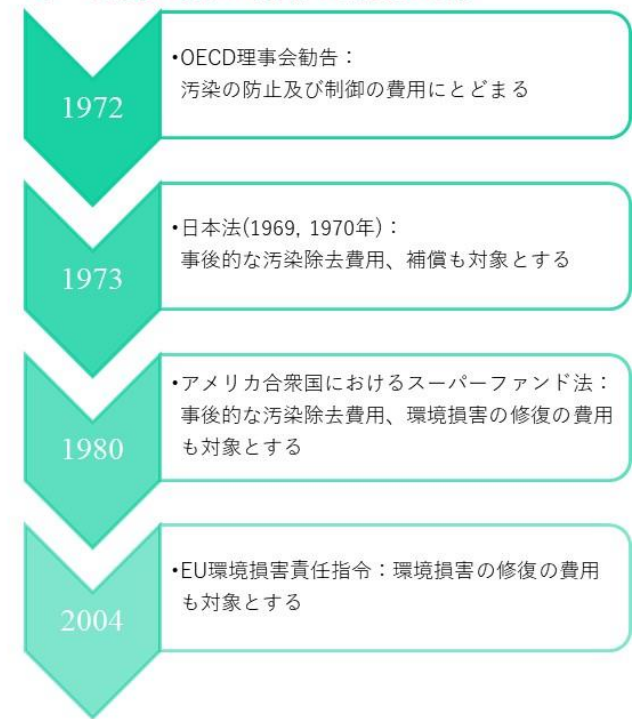 1972
•OECD理事会勧告：
汚染の防止及び制御の費用にとどまる
1973
•日本法(1969, 1970年)：
事後的な汚染除去費用、補償も対象とする
1980
•アメリカ合衆国におけるスーパーファンド法：
事後的な汚染除去費用、環境損害の修復の費用
も対象とする
2004
•EU環境損害責任指令：環境損害の修復の費用
も対象とする